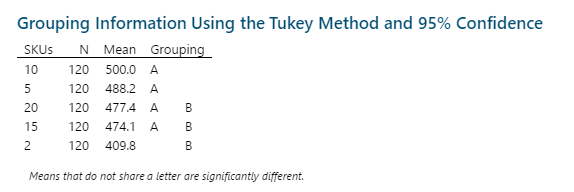 Grouping Information Using the Tukey Method and 95% Confidence
SKUs N Mean Grouping
10 120 500.0 A
5 120 488.2 A
20 120 477.4 A B
15 120 474.1 A B
2 120 409.8 B
Means that do not share a letter are significantly different.